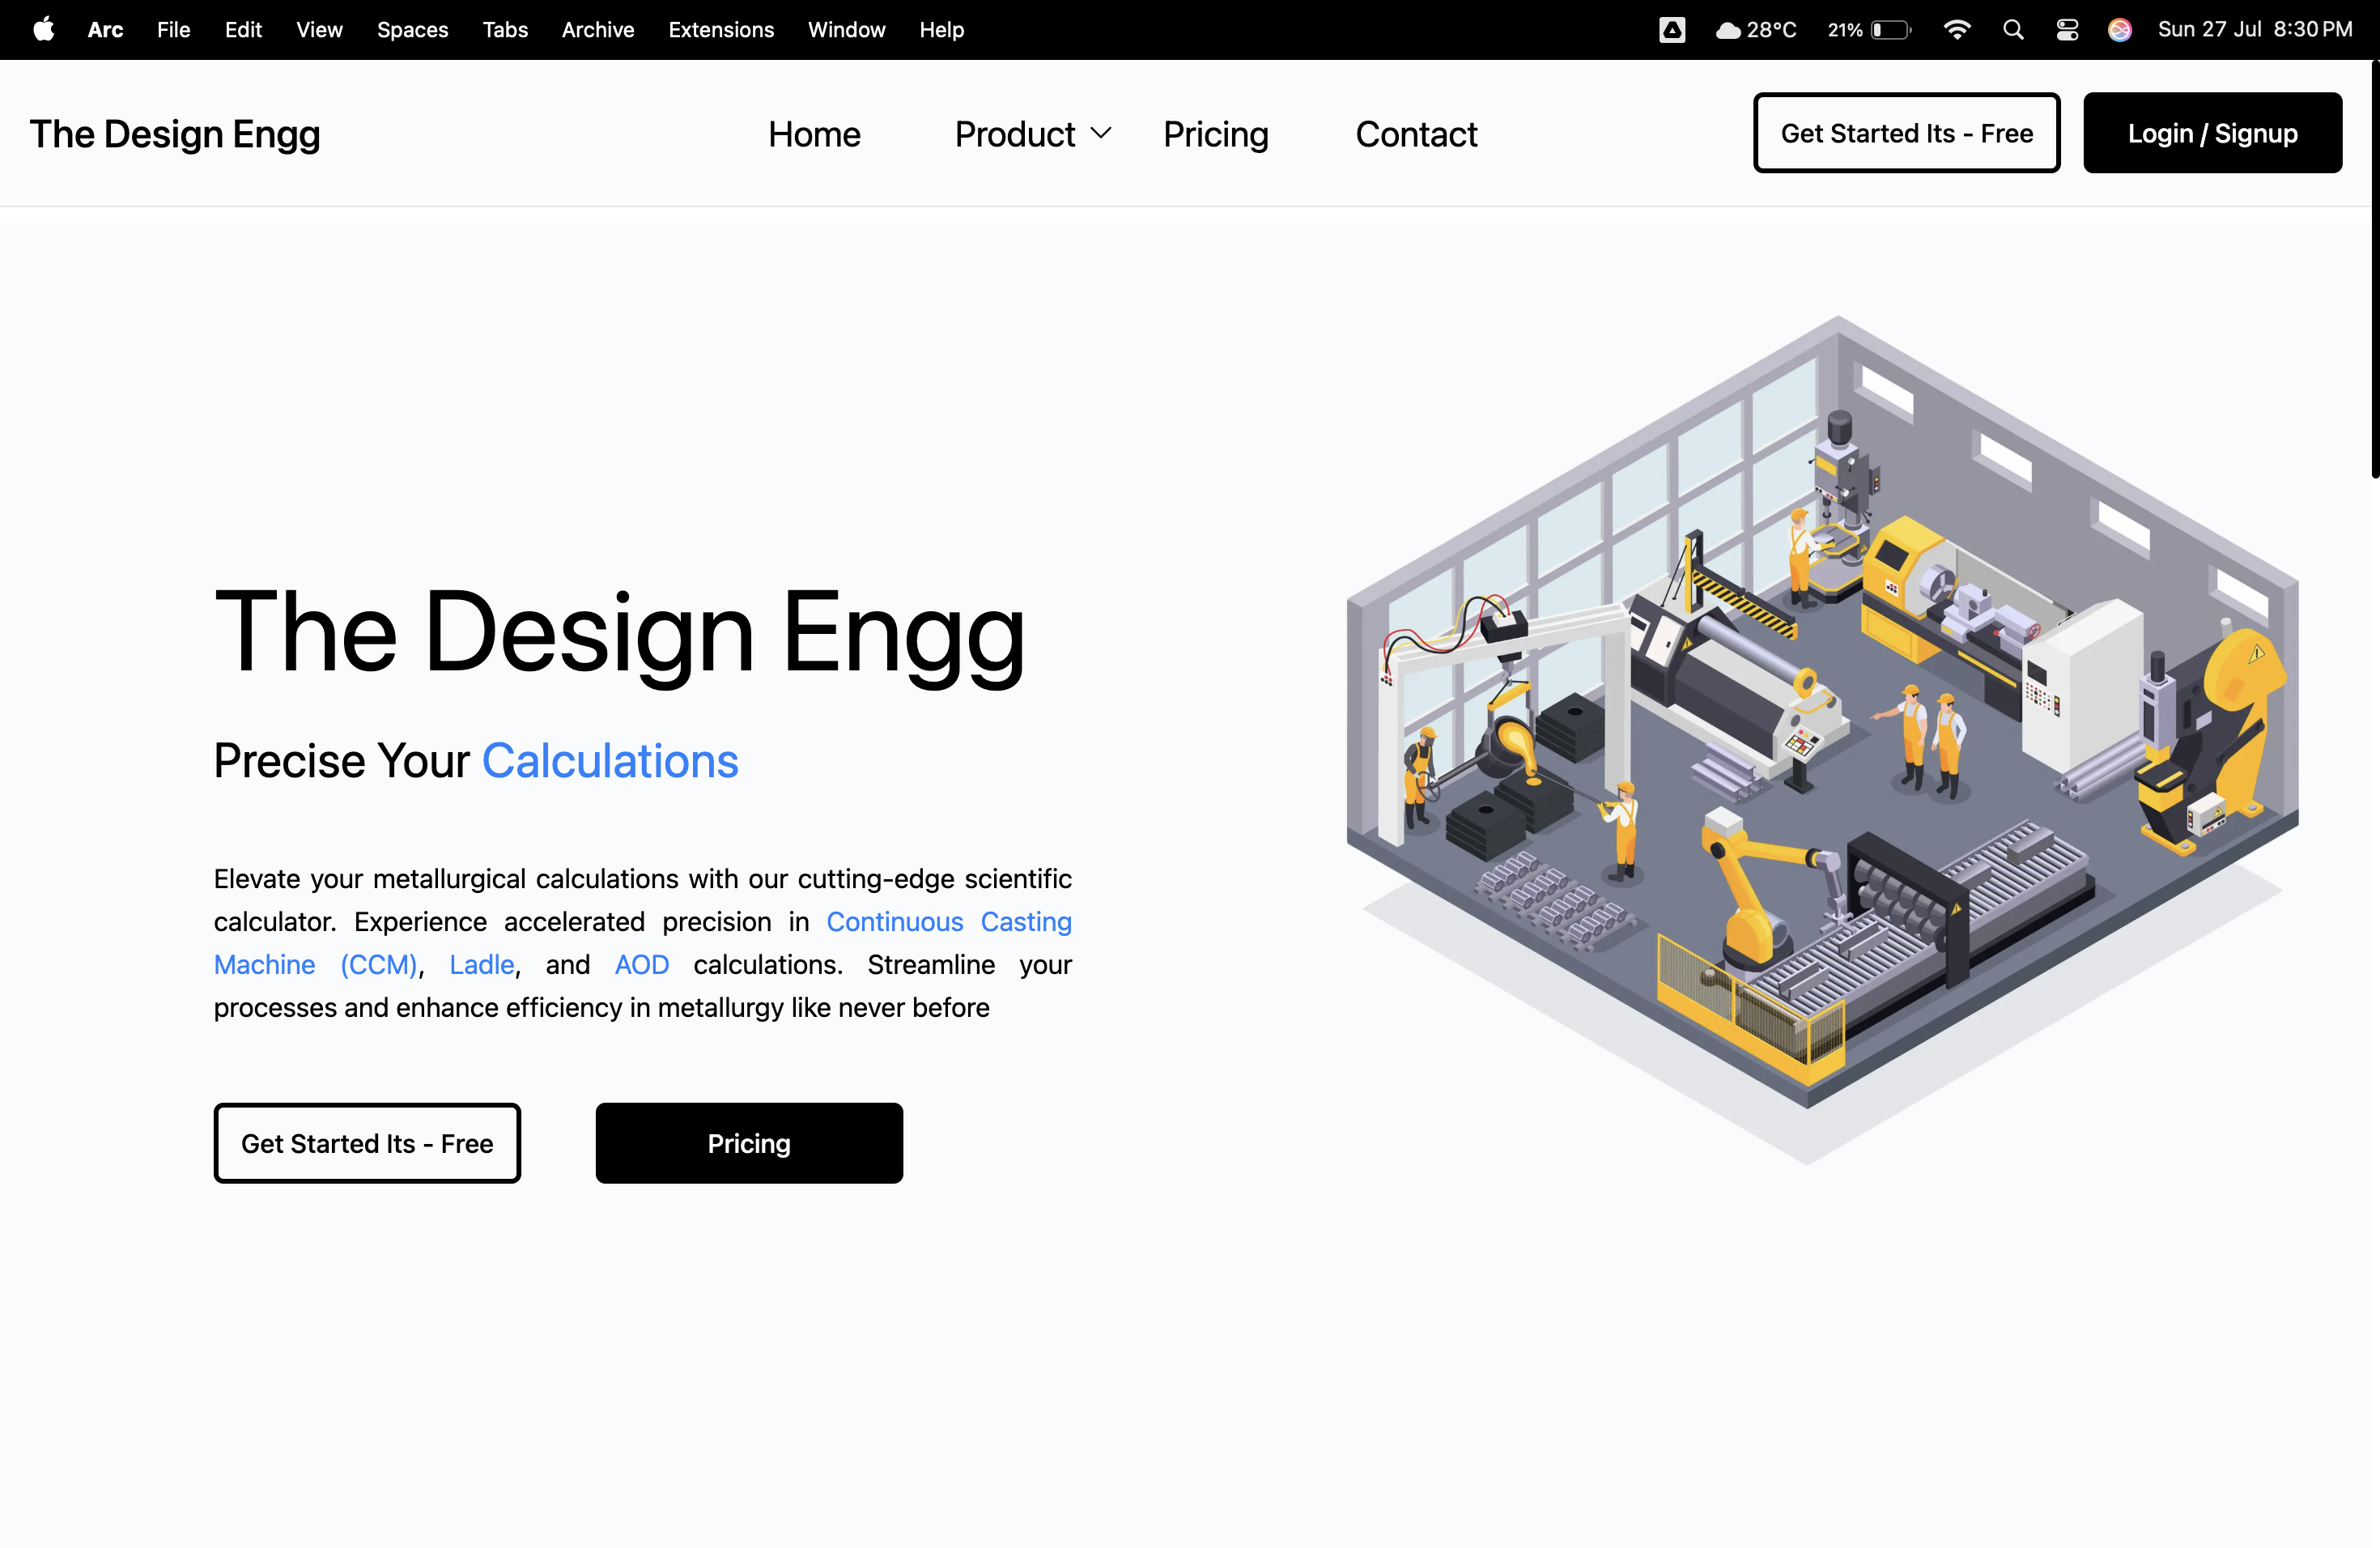 Arc File Edit View Spaces Tabs Archive Extensions Window Help 28°C 21% Sun 27 Jul 8:30 PM
The Design Engg Home Product Pricing Contact Get Started Its - Free Login / Signup
The Design Engg
Precise Your Calculations
Elevate your metallurgical calculations with our cutting-edge scientific
calculator. Experience accelerated precision in Continuous Casting
Machine (CCM), Ladle, and AOD calculations. Streamline your
processes and enhance efficiency in metallurgy like never before
Get Started Its - Free Pricing